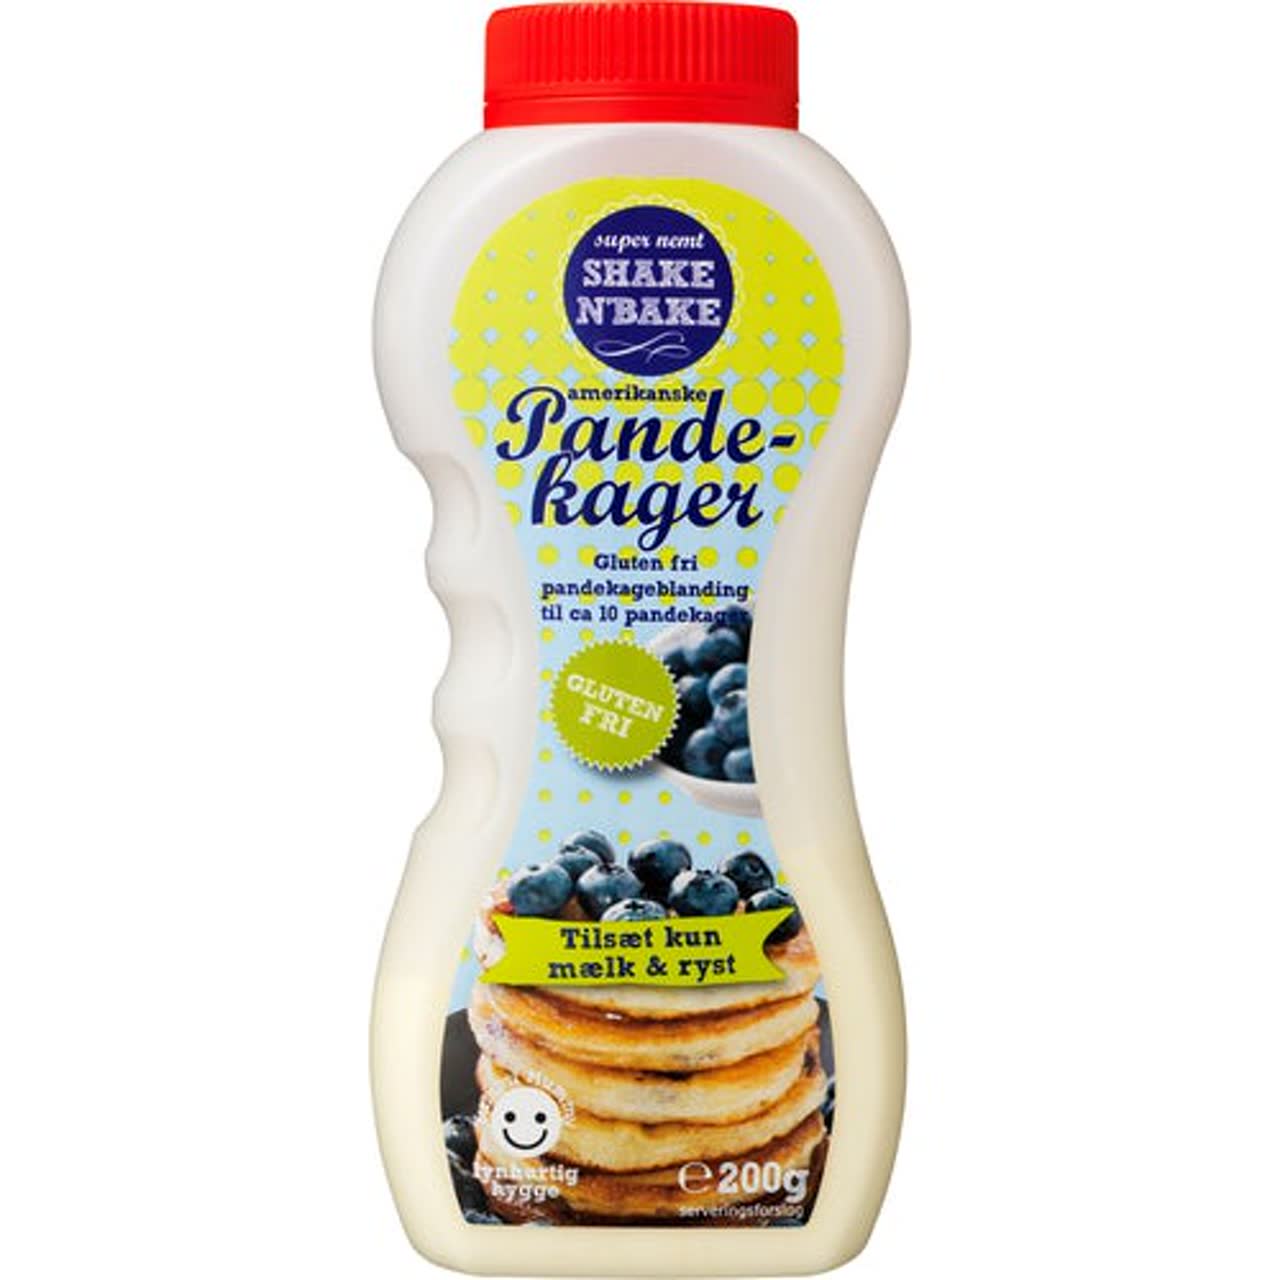 super nemt
SHAKE
N'BAKE
amerikanske
Pande-
kager
Gluten fri
pandekageblanding
til ca 10 pandekager
GLUTEN
FRI
Tilsæt kun
mælk & ryst
lynhurtig
hygge
℮ 200g
serveringsforslag